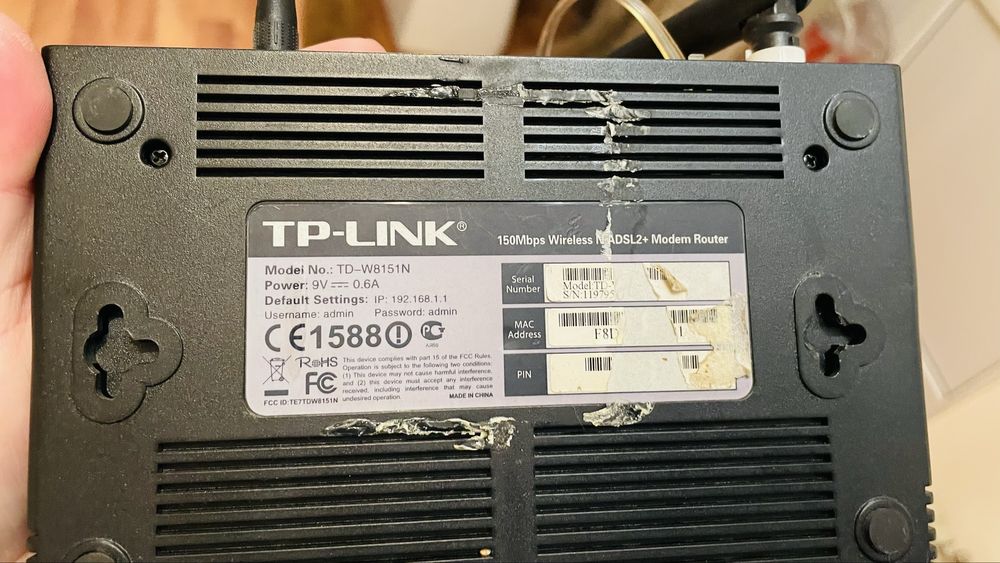 TP-LINK®
150Mbps Wireless N ADSL2+ Modem Router
Model No.: TD-W8151N
Power: 9V ⎓ 0.6A
Default Settings: IP: 192.168.1.1
Username: admin Password: admin
CE1588
RoHS
FC
FCC ID:TE7TDW8151N
This device complies with part 15 of the FCC Rules.
Operation is subject to the following two conditions:
(1) This device may not cause harmful interference,
and (2) this device must accept any interference
received, including interference that may cause
undesired operation.
MADE IN CHINA
Serial
Number
Model:TD-
S/N:119795
MAC
Address
F8D
PIN